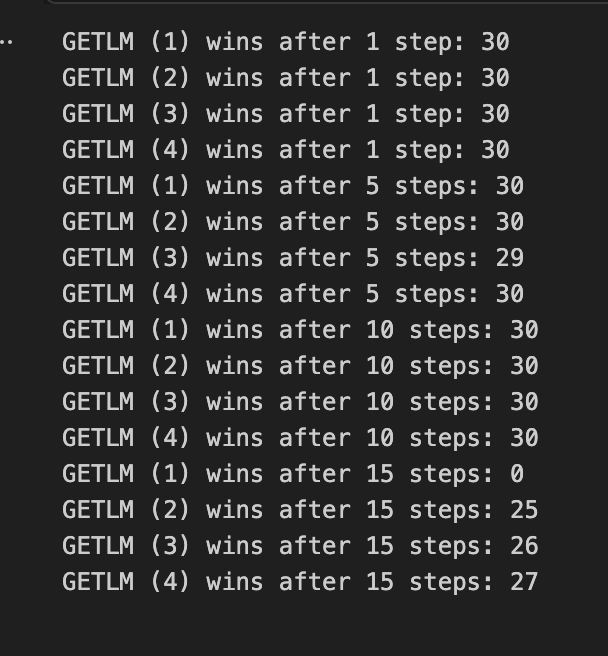 GETLM (1) wins after 1 step: 30
GETLM (2) wins after 1 step: 30
GETLM (3) wins after 1 step: 30
GETLM (4) wins after 1 step: 30
GETLM (1) wins after 5 steps: 30
GETLM (2) wins after 5 steps: 30
GETLM (3) wins after 5 steps: 29
GETLM (4) wins after 5 steps: 30
GETLM (1) wins after 10 steps: 30
GETLM (2) wins after 10 steps: 30
GETLM (3) wins after 10 steps: 30
GETLM (4) wins after 10 steps: 30
GETLM (1) wins after 15 steps: 0
GETLM (2) wins after 15 steps: 25
GETLM (3) wins after 15 steps: 26
GETLM (4) wins after 15 steps: 27